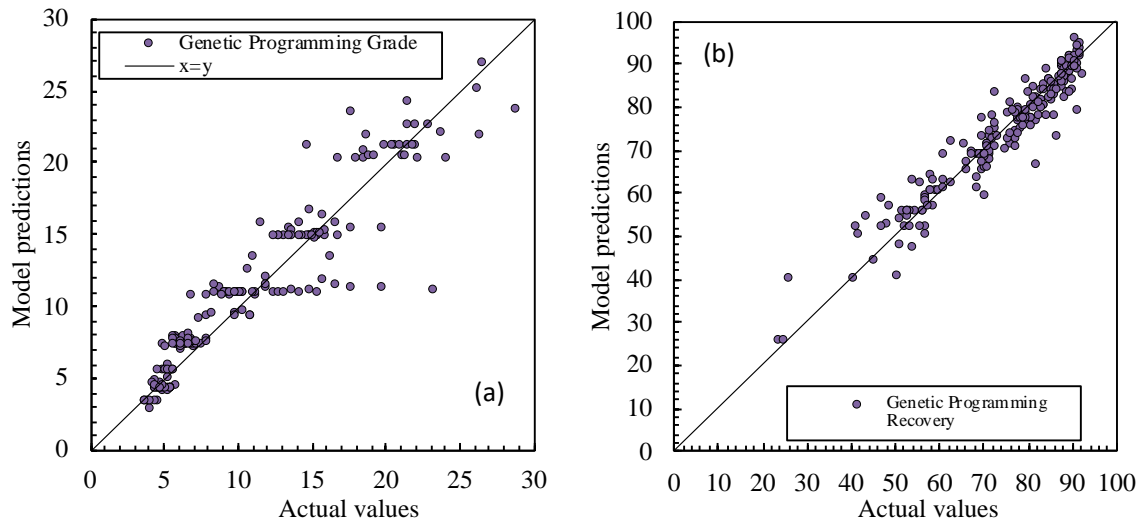 30
25
20
15
10
5
0
Model predictions
Genetic Programming Grade
x=y
(a)
0 5 10 15 20 25 30
Actual values
100
90
80
70
60
50
40
30
20
10
0
Model predictions
(b)
Genetic Programming
Recovery
0 10 20 30 40 50 60 70 80 90 100
Actual values